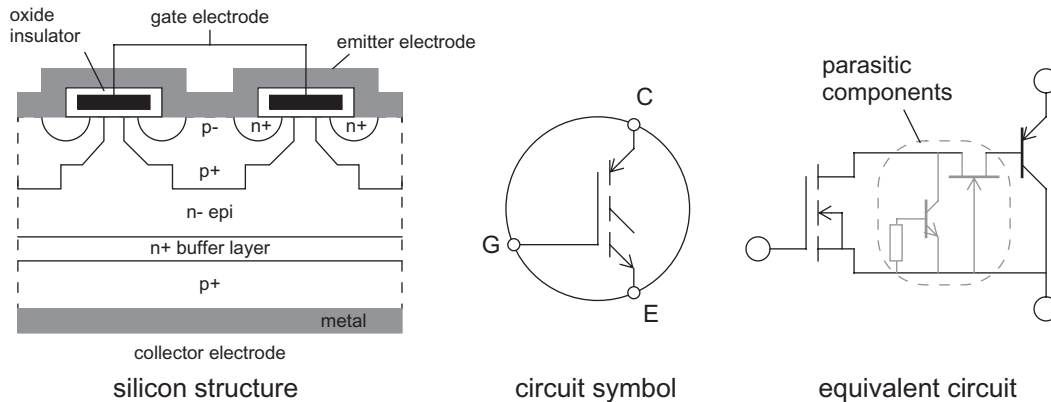 oxide
insulator
gate electrode
emitter electrode
p-
n+
n+
p+
n- epi
n+ buffer layer
p+
metal
collector electrode
silicon structure
C
G
E
circuit symbol
parasitic
components
equivalent circuit